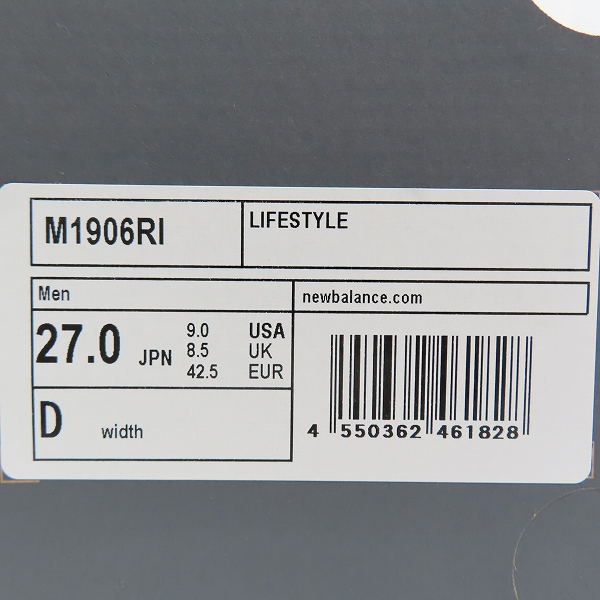 M1906RI
LIFESTYLE
Men
newbalance.com
27.0 JPN
9.0 USA
8.5 UK
42.5 EUR
D width
4 550362 461828